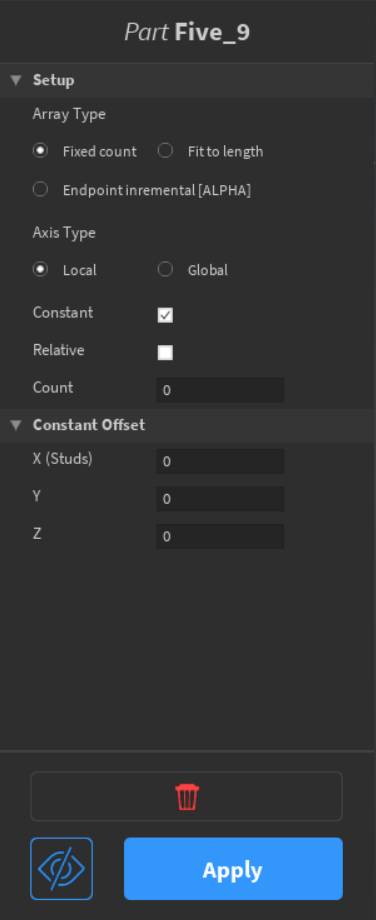 Part Five_9
Setup
Array Type
Fixed count Fit to length
Endpoint inremental [ALPHA]
Axis Type
Local Global
Constant
Relative
Count 0
Constant Offset
X (Studs) 0
Y 0
Z 0
Apply